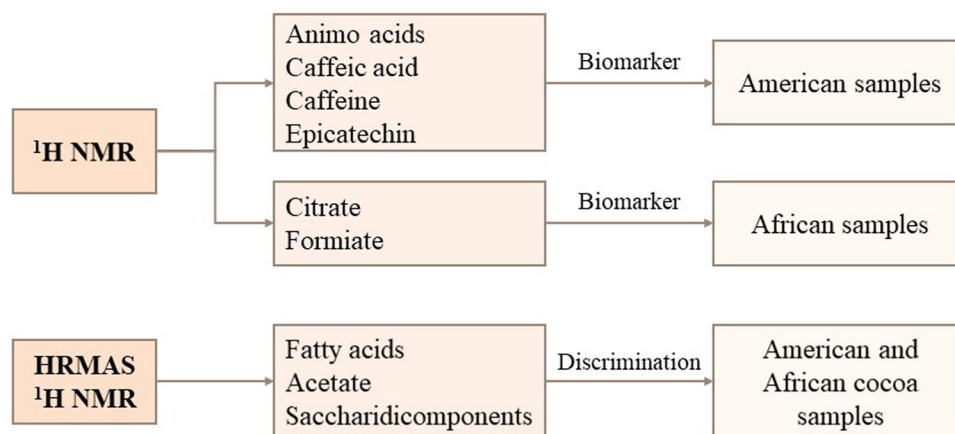 Animo acids
Caffeic acid
Caffeine
Epicatechin
Biomarker
American samples
¹H NMR
Citrate
Formiate
Biomarker
African samples
HRMAS
¹H NMR
Fatty acids
Acetate
Saccharidicomponents
Discrimination
American and
African cocoa
samples